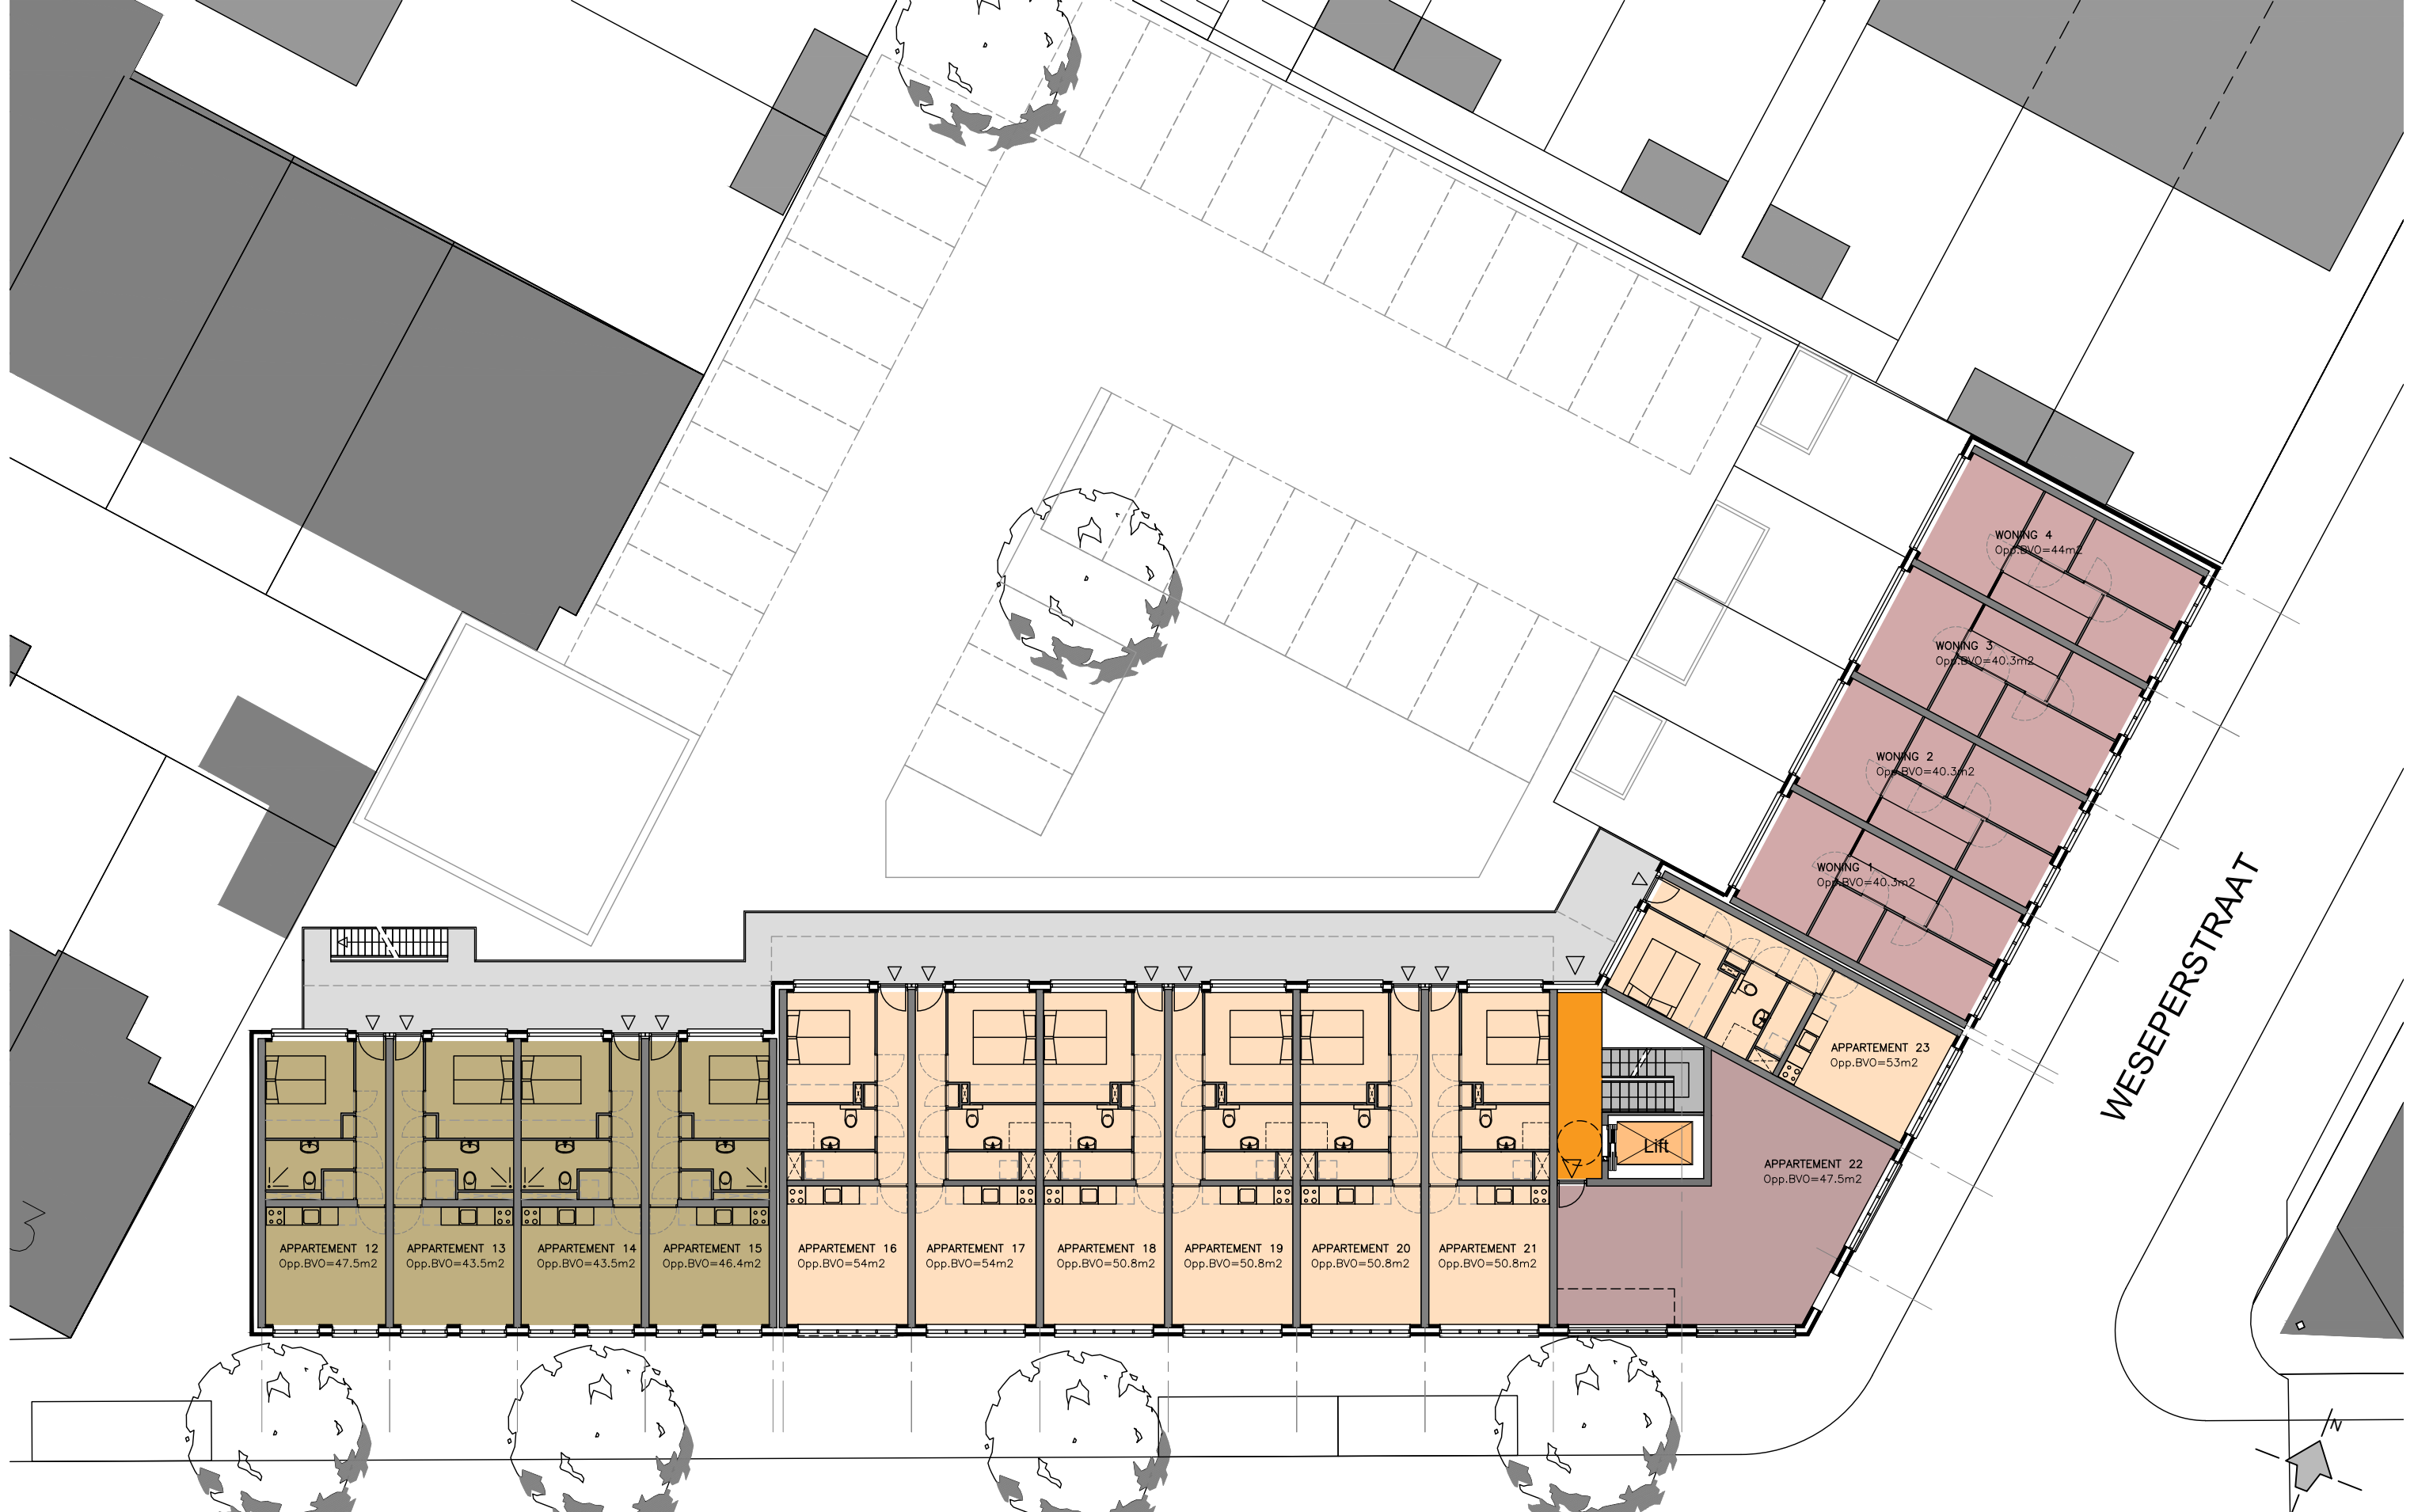 WONING 4
Opp.BVO=44m2
WONING 3
Opp.BVO=40.3m2
WONING 2
Opp.BVO=40.3m2
WONING 1
Opp.BVO=40.3m2
WESEPERSTRAAT
APPARTEMENT 23
Opp.BVO=53m2
Lift
APPARTEMENT 22
Opp.BVO=47.5m2
3
APPARTEMENT 12
Opp.BVO=47.5m2
APPARTEMENT 13
Opp.BVO=43.5m2
APPARTEMENT 14
Opp.BVO=43.5m2
APPARTEMENT 15
Opp.BVO=46.4m2
APPARTEMENT 16
Opp.BVO=54m2
APPARTEMENT 17
Opp.BVO=54m2
APPARTEMENT 18
Opp.BVO=50.8m2
APPARTEMENT 19
Opp.BVO=50.8m2
APPARTEMENT 20
Opp.BVO=50.8m2
APPARTEMENT 21
Opp.BVO=50.8m2
N